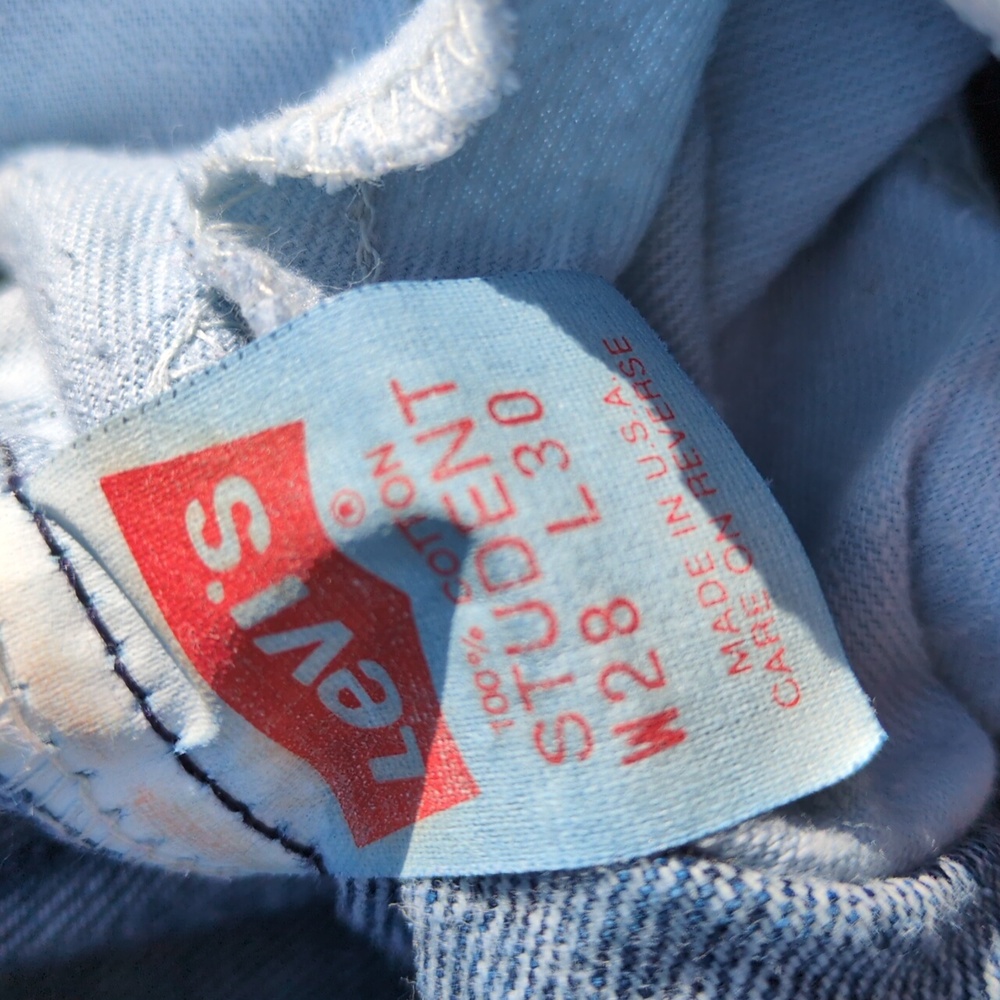 Levi's ®
100% COTTON
STUDENT
W28 L30
MADE IN U.S.A.
CARE ON REVERSE